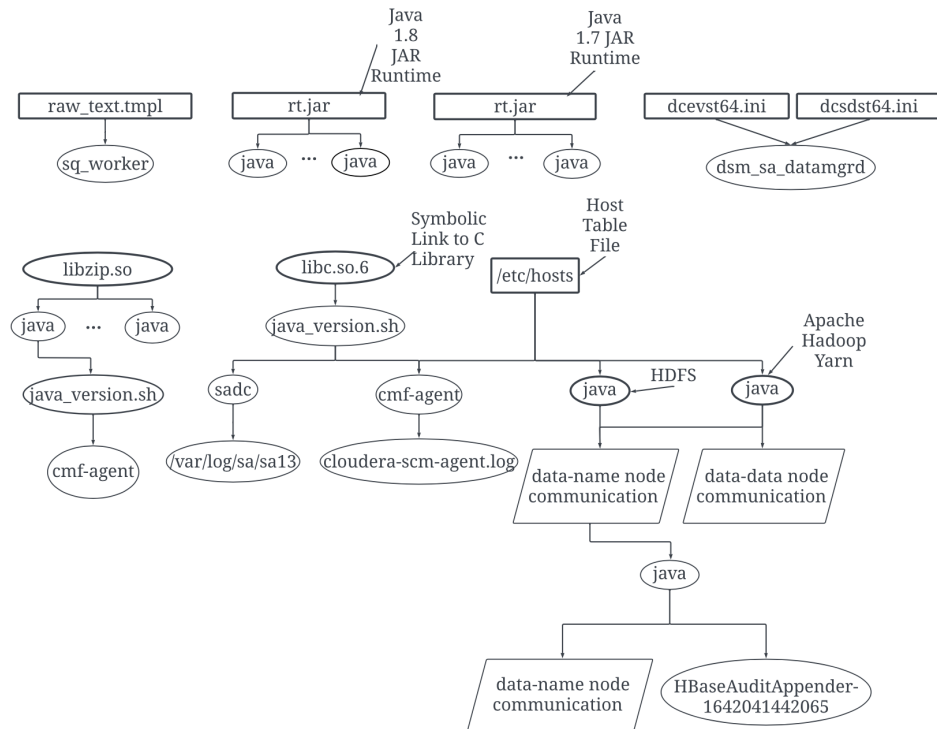 Java
1.8
JAR
Runtime
Java
1.7 JAR
Runtime
raw_text.tmpl
rt.jar
rt.jar
dcevst64.ini
dcsdst64.ini
sq_worker
java
...
java
java
...
java
dsm_sa_datamgrd
Symbolic
Link to C
Library
Host
Table
File
libzip.so
libc.so.6
/etc/hosts
java
...
java
java_version.sh
Apache
Hadoop
Yarn
java_version.sh
sadc
cmf-agent
java
HDFS
java
cmf-agent
/var/log/sa/sa13
cloudera-scm-agent.log
data-name node
communication
data-data node
communication
java
data-name node
communication
HBaseAuditAppender-
1642041442065